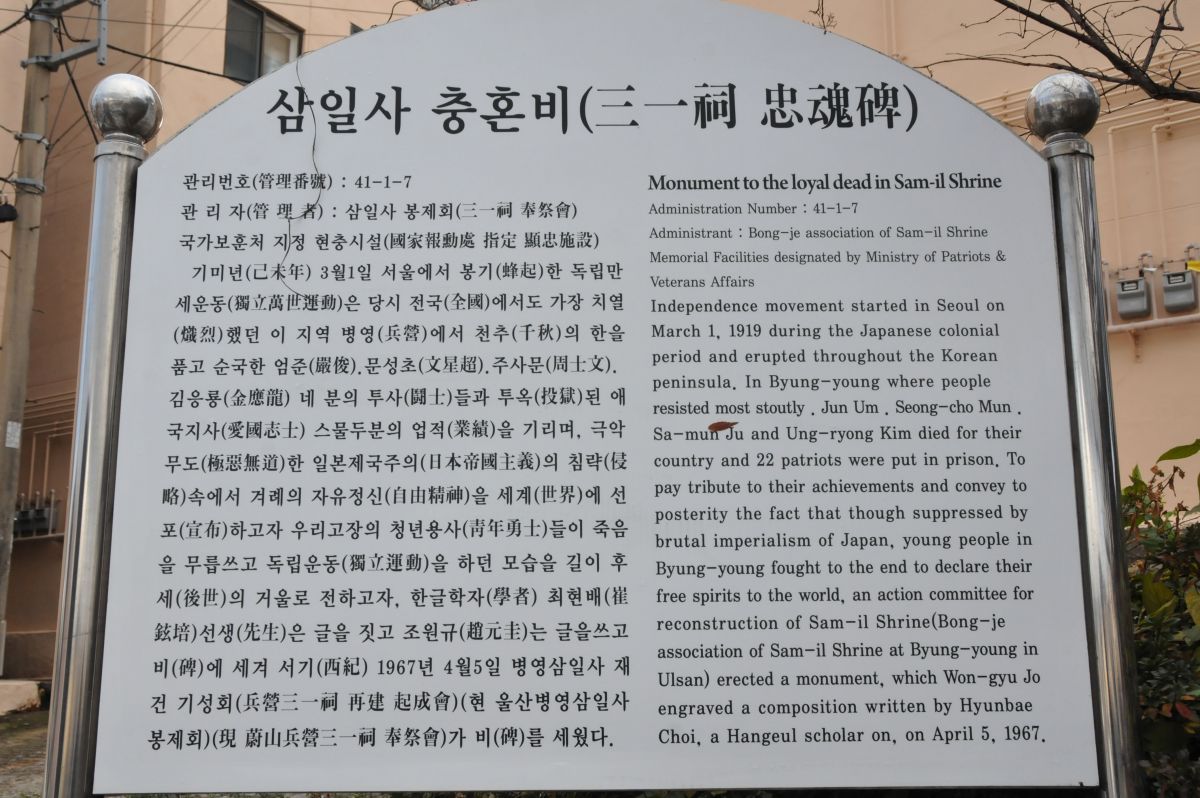 삼일사 충혼비(三一祠 忠魂碑)
관리번호(管理番號) : 41-1-7
관 리 자(管 理 者) : 삼일사 봉제회(三一祠 奉祭會)
국가보훈처 지정 현충시설(國家報勳處 指定 顯忠施設)
기미년(己未年) 3월1일 서울에서 봉기(蜂起)한 독립만
세운동(獨立萬世運動)은 당시 전국(全國)에서도 가장 치열
(熾烈)했던 이 지역 병영(兵營)에서 천추(千秋)의 한을
품고 순국한 엄준(嚴俊).문성초(文星超).주사문(周士文).
김응룡(金應龍) 네 분의 투사(鬪士)들과 투옥(投獄)된 애
국지사(愛國志士) 스물두분의 업적(業績)을 기리며, 극악
무도(極惡無道)한 일본제국주의(日本帝國主義)의 침략(侵
略)속에서 겨레의 자유정신(自由精神)을 세계(世界)에 선
포(宣布)하고자 우리고장의 청년용사(靑年勇士)들이 죽음
을 무릅쓰고 독립운동(獨立運動)을 하던 모습을 길이 후
세(後世)의 거울로 전하고자, 한글학자(學者) 최현배(崔
鉉培)선생(先生)은 글을 짓고 조원규(趙元圭)는 글을쓰고
비(碑)에 세겨 서기(西紀) 1967년 4월5일 병영삼일사 재
건 기성회(兵營三一祠 再建 起成會)(현 울산병영삼일사
봉제회)(現 蔚山兵營三一祠 奉祭會)가 비(碑)를 세웠다.
Monument to the loyal dead in Sam-il Shrine
Administration Number : 41-1-7
Administrant : Bong-je association of Sam-il Shrine
Memorial Facilities designated by Ministry of Patriots &
Veterans Affairs
Independence movement started in Seoul on
March 1, 1919 during the Japanese colonial
period and erupted throughout the Korean
peninsula. In Byung-young where people
resisted most stoutly . Jun Um . Seong-cho Mun .
Sa-mun Ju and Ung-ryong Kim died for their
country and 22 patriots were put in prison. To
pay tribute to their achievements and convey to
posterity the fact that though suppressed by
brutal imperialism of Japan, young people in
Byung-young fought to the end to declare their
free spirits to the world, an action committee for
reconstruction of Sam-il Shrine(Bong-je
association of Sam-il Shrine at Byung-young in
Ulsan) erected a monument, which Won-gyu Jo
engraved a composition written by Hyunbae
Choi, a Hangeul scholar on, on April 5, 1967.